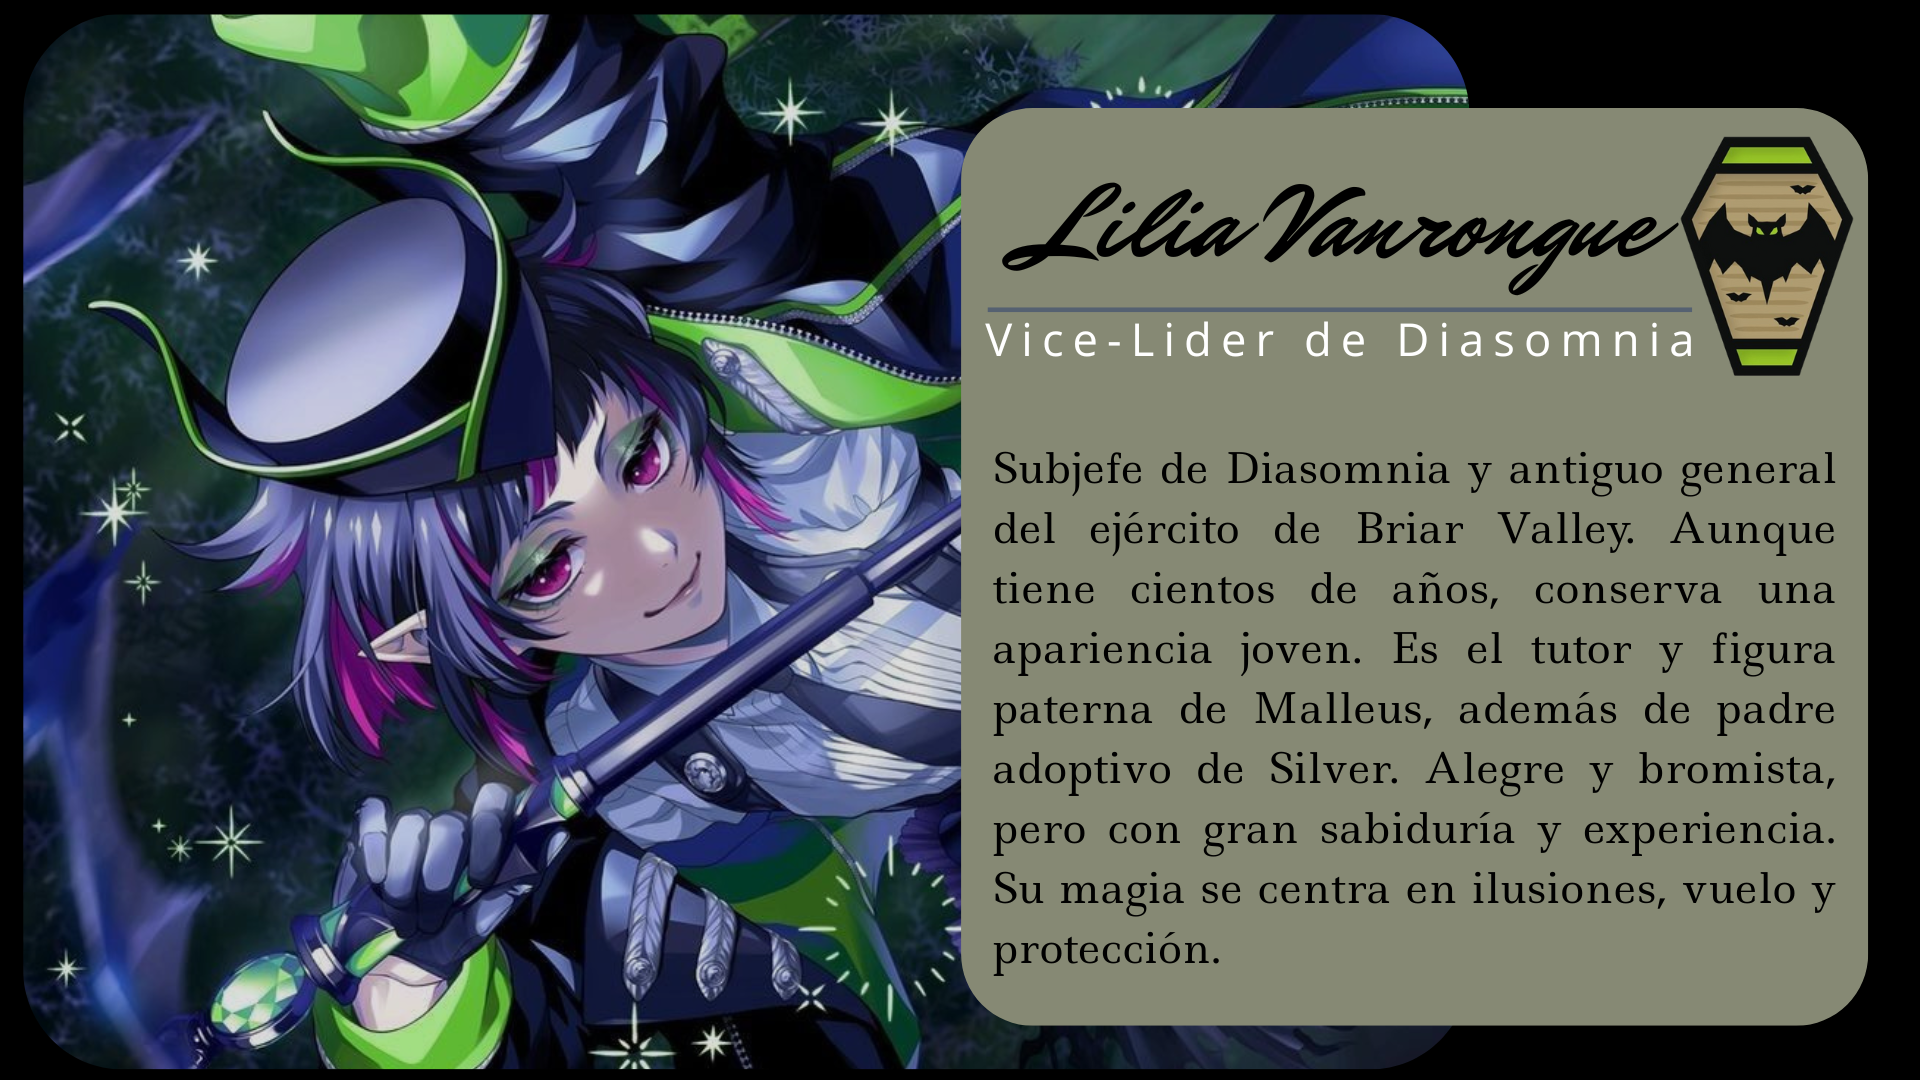 Lilia Vanrongue
Vice-Lider de Diasomnia
Subjefe de Diasomnia y antiguo general
del ejército de Briar Valley. Aunque
tiene cientos de años, conserva una
apariencia joven. Es el tutor y figura
paterna de Malleus, además de padre
adoptivo de Silver. Alegre y bromista,
pero con gran sabiduría y experiencia.
Su magia se centra en ilusiones, vuelo y
protección.